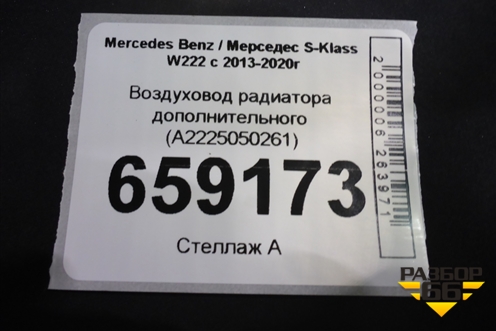 Mercedes Benz / Мерседес S-Klass
W222 с 2013-2020г
Воздуховод радиатора
дополнительного
(A2225050261)
659173
Стеллаж А
2000006263971
РАЗБОР
66